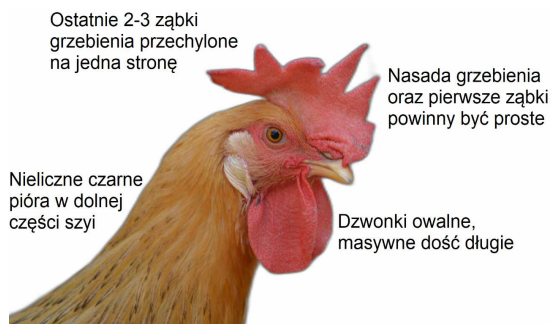 Ostatnie 2-3 ząbki
grzebienia przechylone
na jedna stronę
Nasada grzebienia
oraz pierwsze ząbki
powinny być proste
Nieliczne czarne
pióra w dolnej
części szyi
Dzwonki owalne,
masywne dość długie